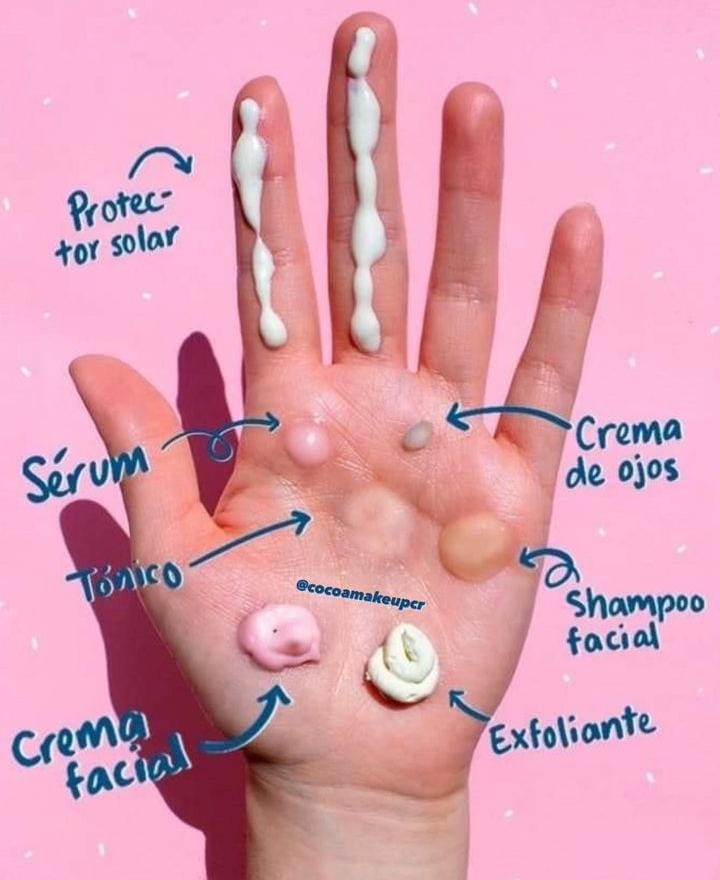 Protec-
tor solar
Sérum
Crema
de ojos
Tónico
@cocoamakeupcr
Shampoo
facial
Crema
facial
Exfoliante